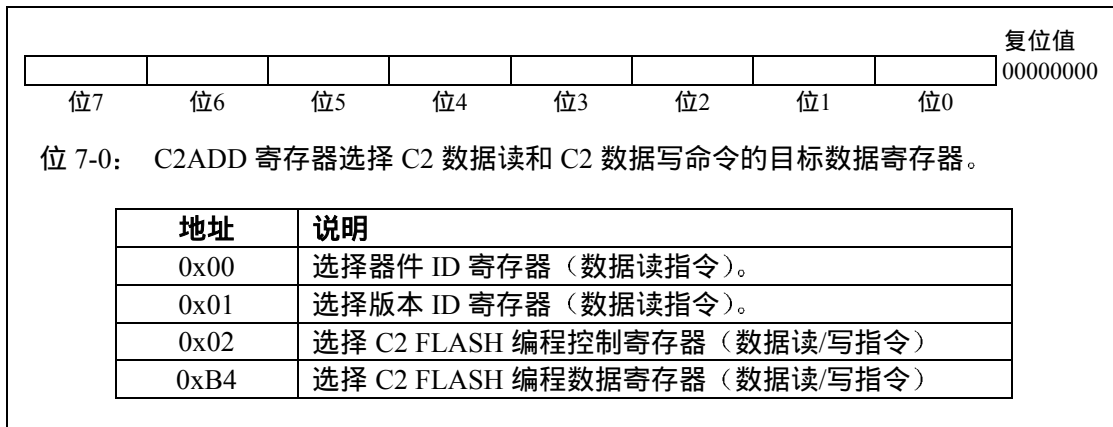 复位值
00000000
位7 位6 位5 位4 位3 位2 位1 位0
位 7-0： C2ADD 寄存器选择 C2 数据读和 C2 数据写命令的目标数据寄存器。
地址 说明
0x00 选择器件 ID 寄存器（数据读指令）。
0x01 选择版本 ID 寄存器（数据读指令）。
0x02 选择 C2 FLASH 编程控制寄存器（数据读/写指令）
0xB4 选择 C2 FLASH 编程数据寄存器（数据读/写指令）